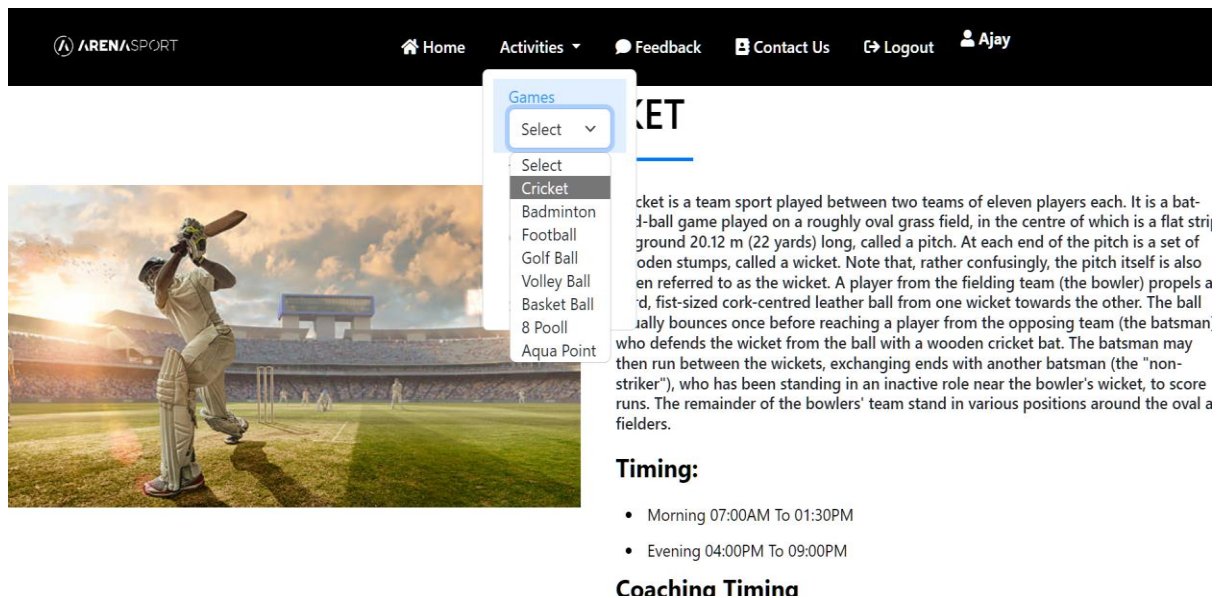 ARENASPORT
Home Activities Feedback Contact Us Logout Ajay
Games
Select
Select
Cricket
Badminton
Football
Golf Ball
Volley Ball
Basket Ball
8 Pooll
Aqua Point
KET
cket is a team sport played between two teams of eleven players each. It is a bat-
d-ball game played on a roughly oval grass field, in the centre of which is a flat strip
ground 20.12 m (22 yards) long, called a pitch. At each end of the pitch is a set of
oden stumps, called a wicket. Note that, rather confusingly, the pitch itself is also
en referred to as the wicket. A player from the fielding team (the bowler) propels a
rd, fist-sized cork-centred leather ball from one wicket towards the other. The ball
ually bounces once before reaching a player from the opposing team (the batsman)
who defends the wicket from the ball with a wooden cricket bat. The batsman may
then run between the wickets, exchanging ends with another batsman (the "non-
striker"), who has been standing in an inactive role near the bowler's wicket, to score
runs. The remainder of the bowlers' team stand in various positions around the oval a
fielders.
Timing:
• Morning 07:00AM To 01:30PM
• Evening 04:00PM To 09:00PM
Coaching Timing